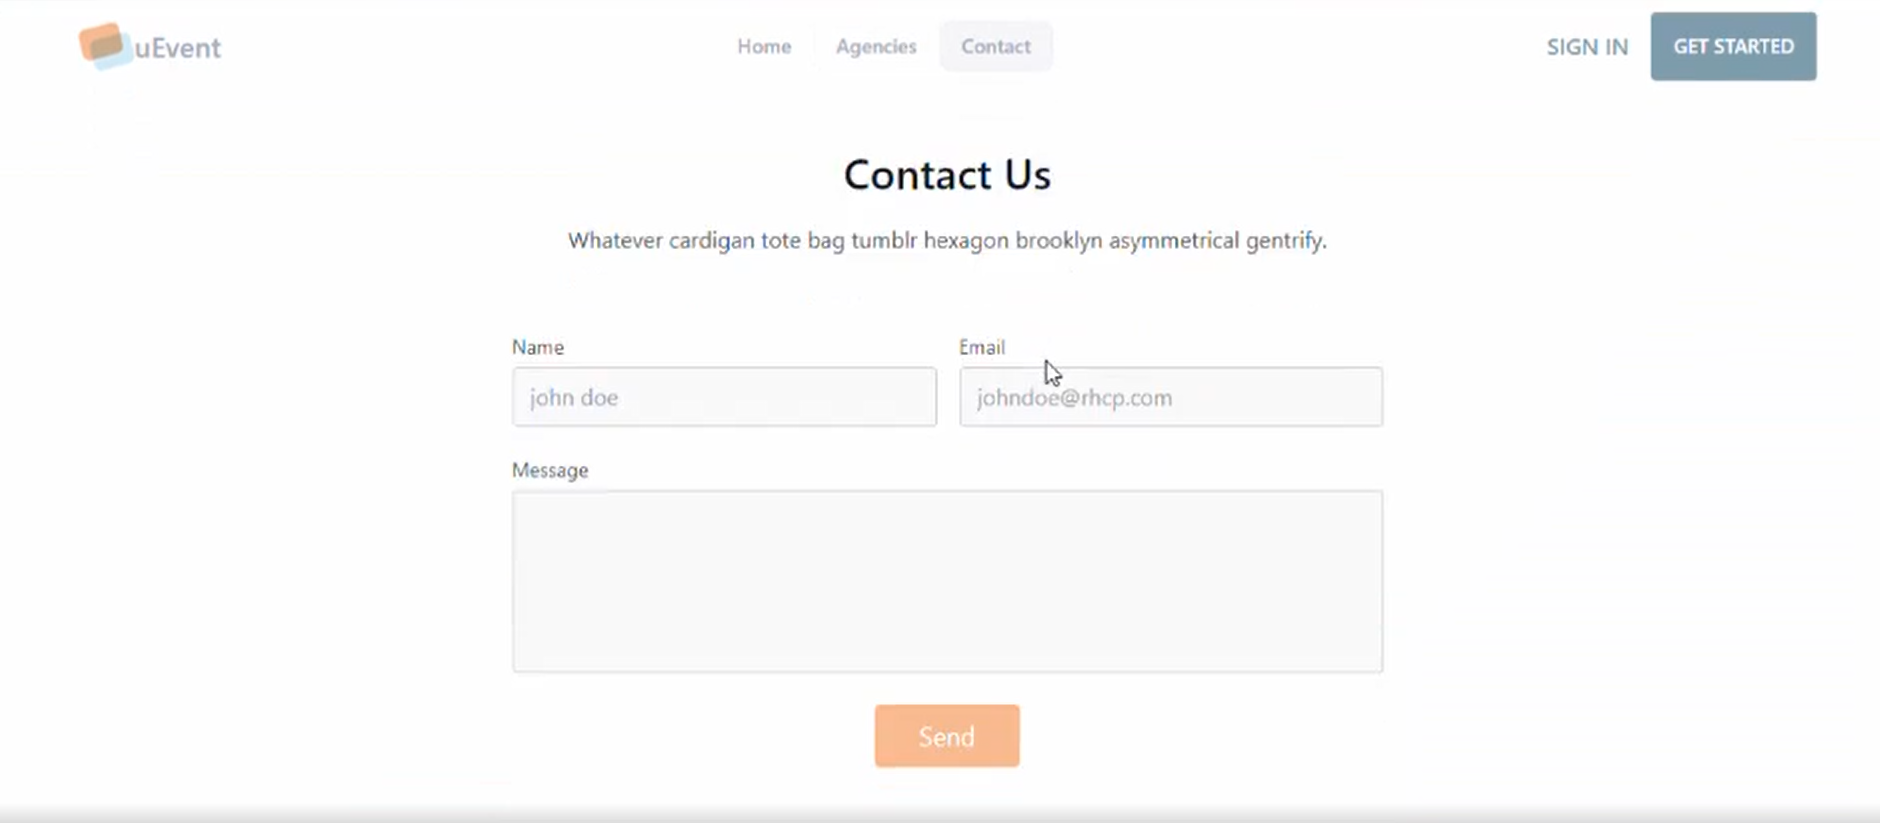 uEvent
Home Agencies Contact
SIGN IN GET STARTED
Contact Us
Whatever cardigan tote bag tumblr hexagon brooklyn asymmetrical gentrify.
Name Email
john doe johndoe@rhcp.com
Message
Send